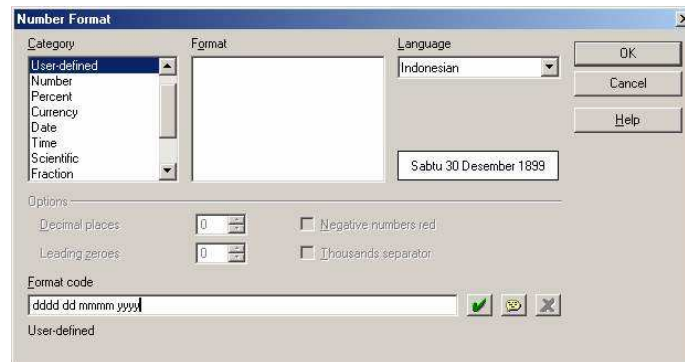 Number Format
Category
Format
Language
User-defined
Number
Percent
Currency
Date
Time
Scientific
Fraction
Indonesian
OK
Cancel
Help
Sabtu 30 Desember 1899
Options
Decimal places
0
Negative numbers red
Leading zeroes
0
Thousands separator
Format code
dddd dd mmmm yyyy
User-defined